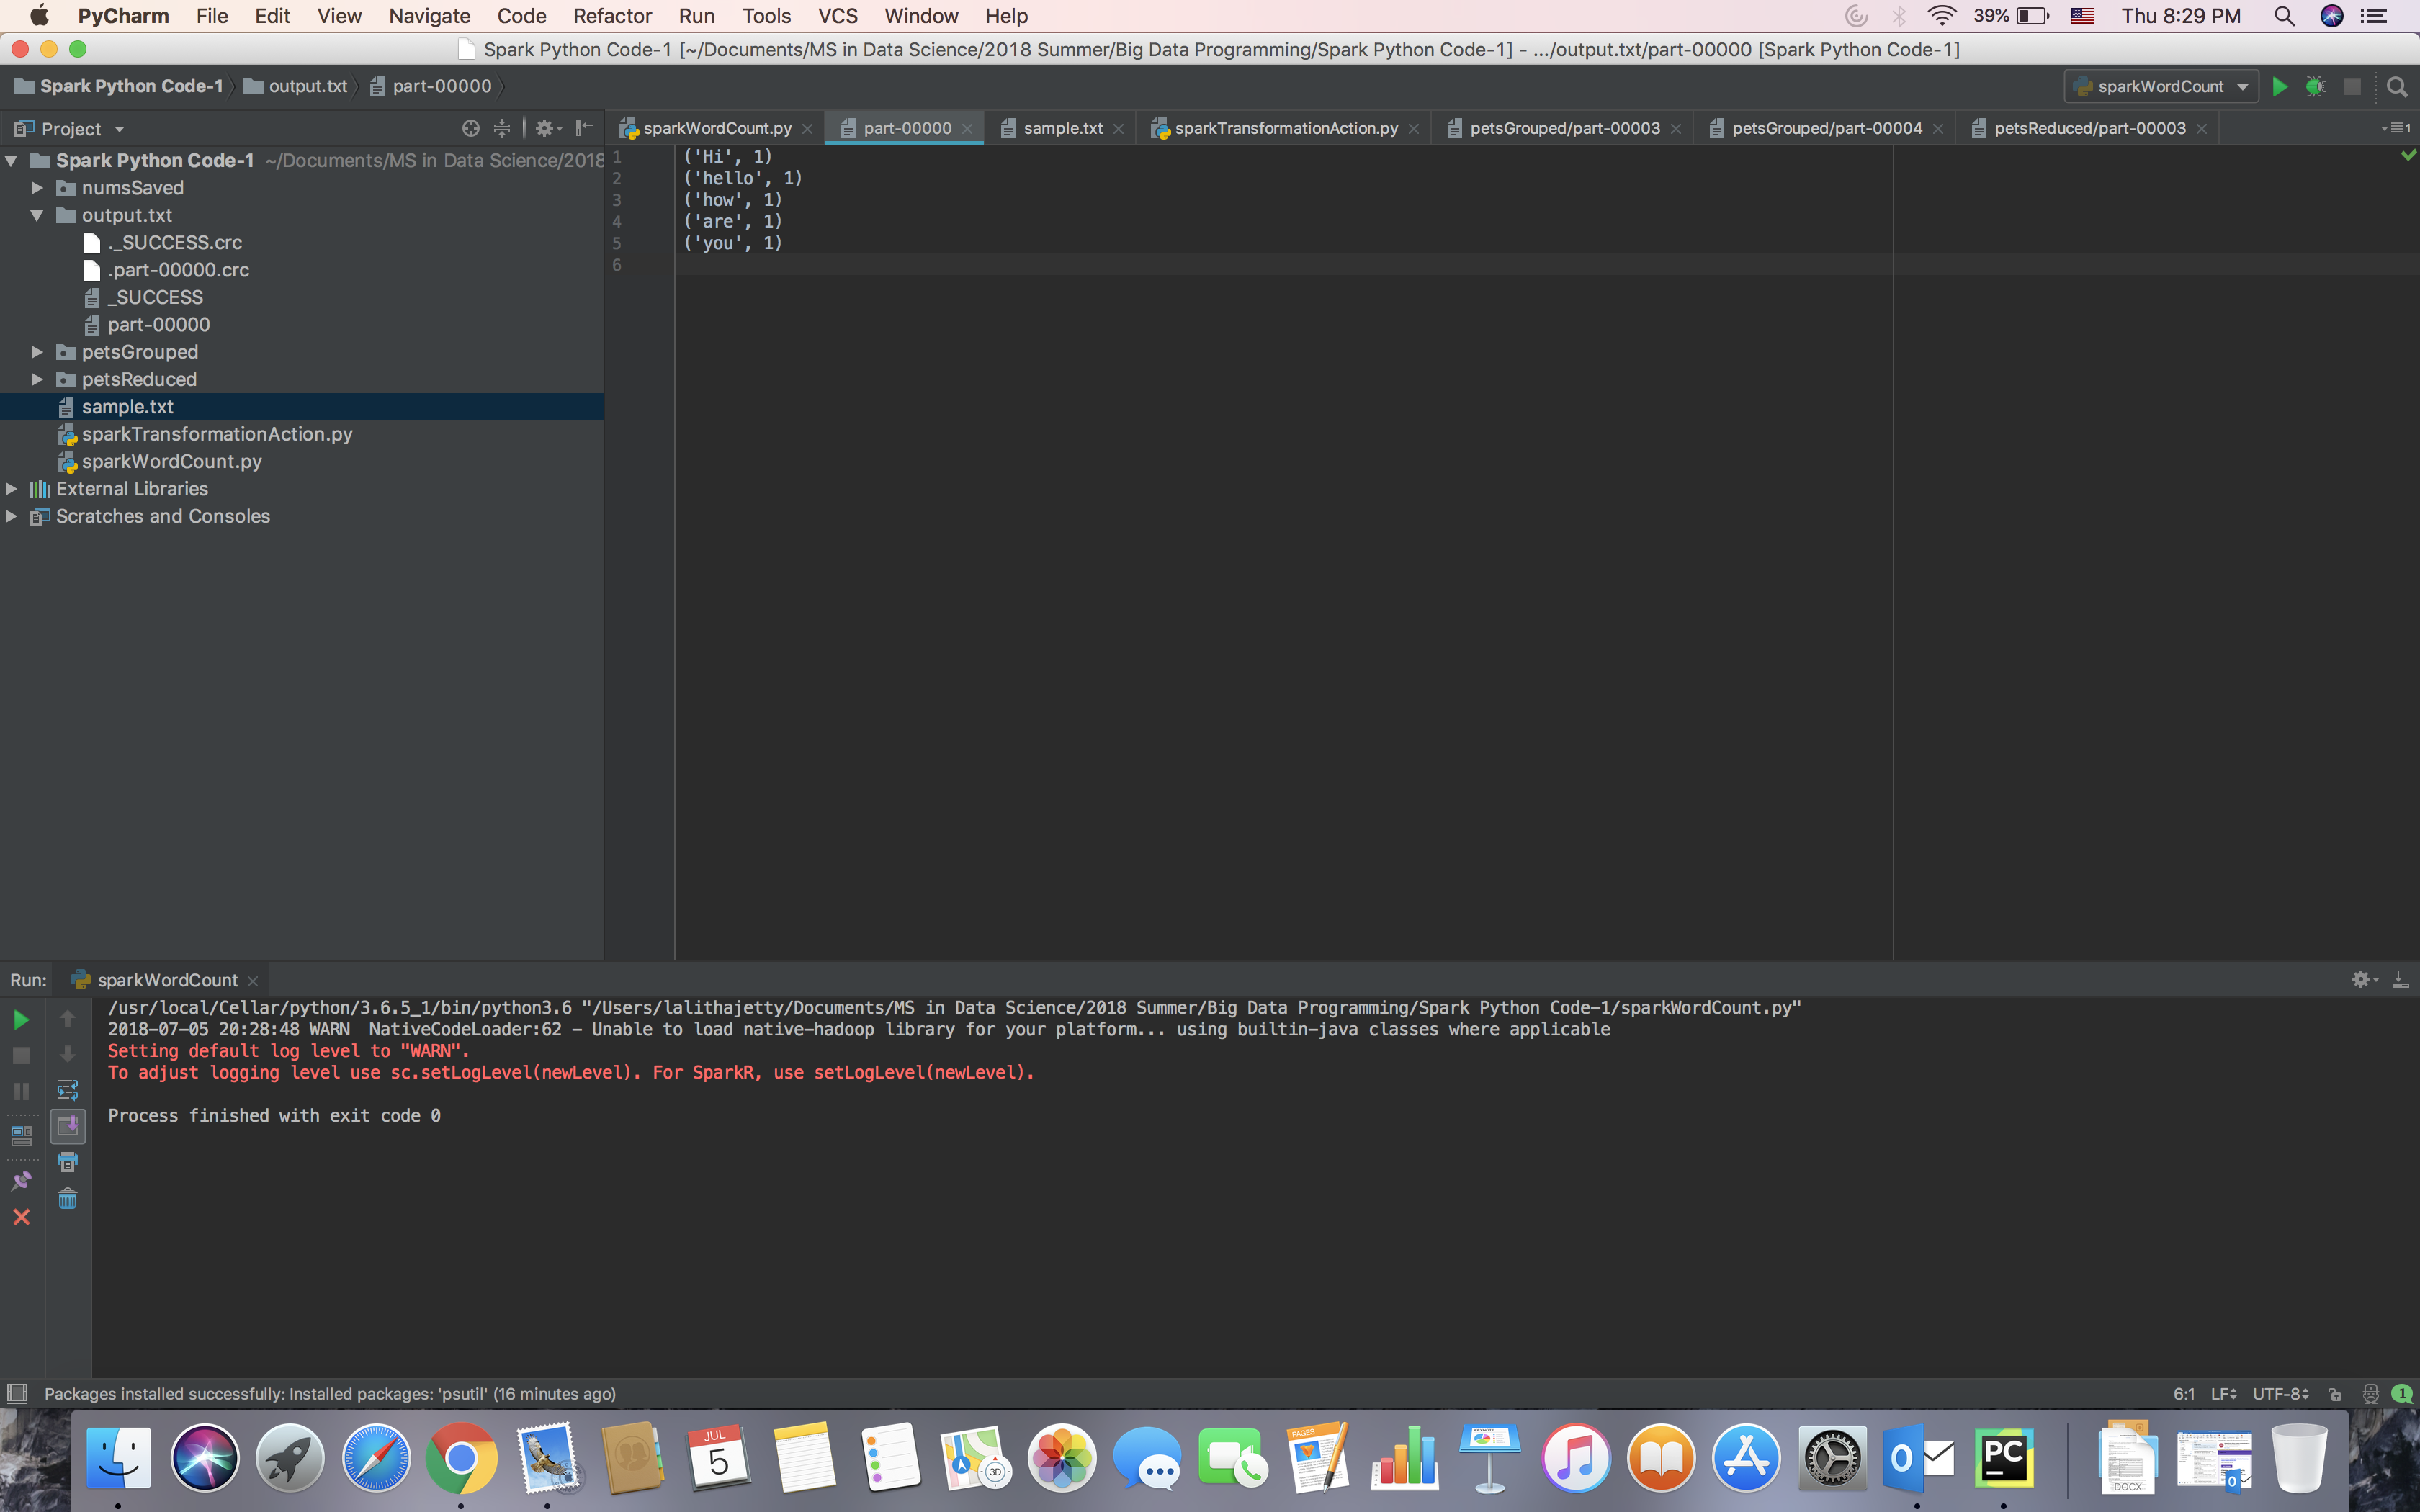 PyCharm File Edit View Navigate Code Refactor Run Tools VCS Window Help 39% Thu 8:29 PM
Spark Python Code-1 [~/Documents/MS in Data Science/2018 Summer/Big Data Programming/Spark Python Code-1] - .../output.txt/part-00000 [Spark Python Code-1]
Spark Python Code-1 output.txt part-00000 sparkWordCount
Project sparkWordCount.py part-00000 sample.txt sparkTransformationAction.py petsGrouped/part-00003 petsGrouped/part-00004 petsReduced/part-00003 1
Spark Python Code-1 ~/Documents/MS in Data Science/2018
numsSaved
output.txt
._SUCCESS.crc
.part-00000.crc
_SUCCESS
part-00000
petsGrouped
petsReduced
sample.txt
sparkTransformationAction.py
sparkWordCount.py
External Libraries
Scratches and Consoles
1 ('Hi', 1)
2 ('hello', 1)
3 ('how', 1)
4 ('are', 1)
5 ('you', 1)
6
Run: sparkWordCount
/usr/local/Cellar/python/3.6.5_1/bin/python3.6 "/Users/lalithajetty/Documents/MS in Data Science/2018 Summer/Big Data Programming/Spark Python Code-1/sparkWordCount.py"
2018-07-05 20:28:48 WARN  NativeCodeLoader:62 - Unable to load native-hadoop library for your platform... using builtin-java classes where applicable
Setting default log level to "WARN".
To adjust logging level use sc.setLogLevel(newLevel). For SparkR, use setLogLevel(newLevel).
Process finished with exit code 0
Packages installed successfully: Installed packages: 'psutil' (16 minutes ago) 6:1 LF UTF-8 1
JUL
5
3D
PAGES
O
PC
DOCX